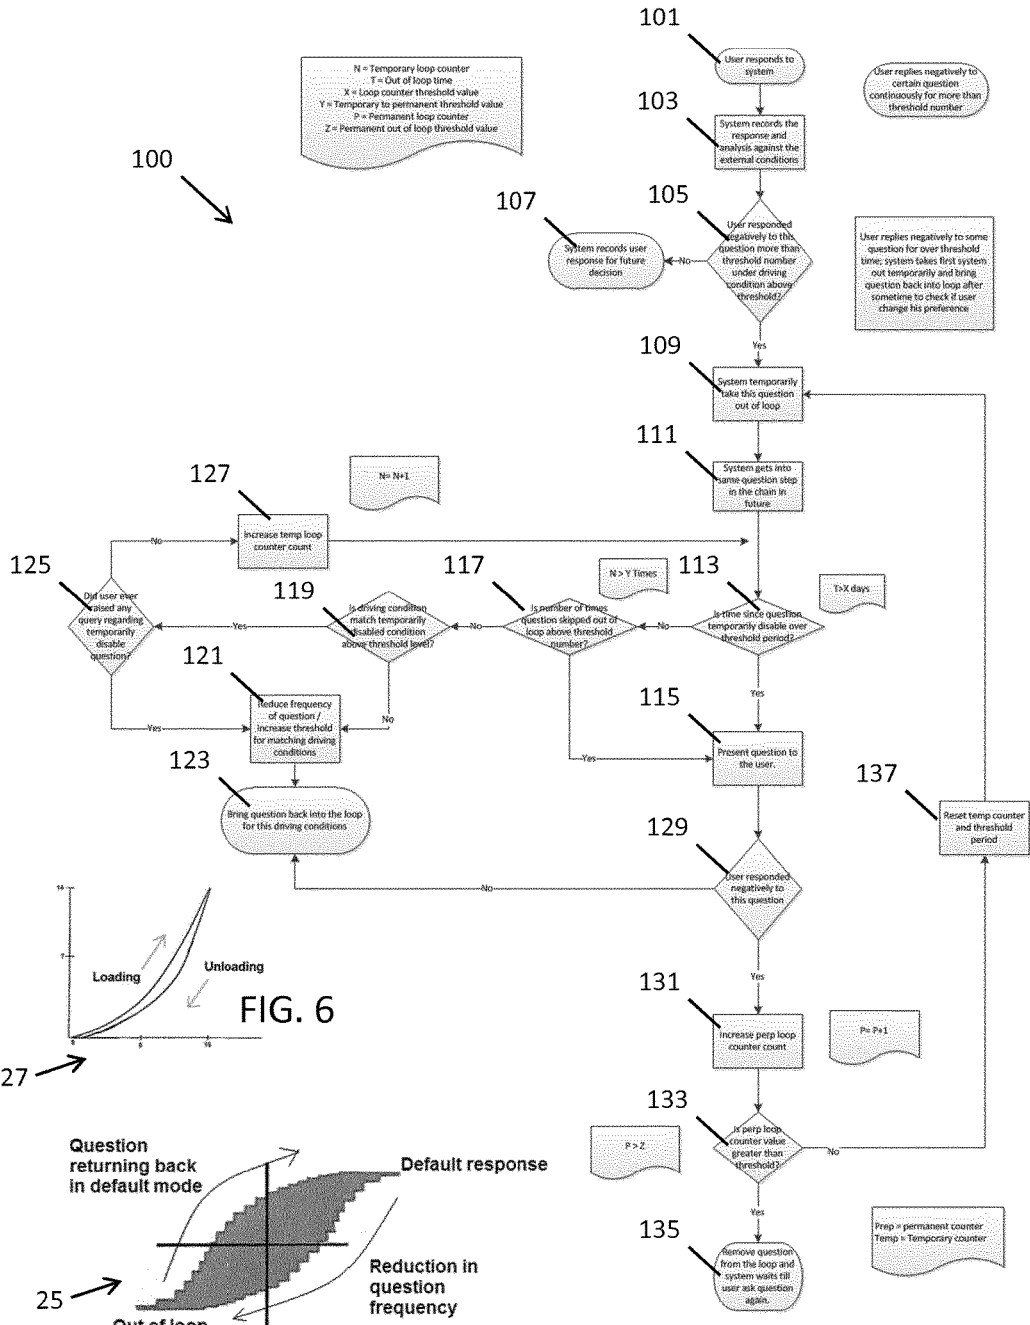 101
User responds to
system
User replies negatively to
certain question
continuously for more than
threshold number
N = Temporary loop counter
T = Out of loop time
X = Loop counter threshold value
Y = Temporary to permanent threshold value
P = Permanent loop counter
Z = Permanent out of loop threshold value
103
System records the
response and
analysis against the
external conditions
100
105
User responded
negatively to this
question more than
threshold number
under driving
condition above
threshold?
107
System records user
response for future
decision
No
User replies negatively to some
question for over threshold
time; system takes first system
out temporarily and bring
question back into loop after
sometime to check if user
change his preference
Yes
109
System temporarily
take this question
out of loop
111
System gets into
same question step
in the chain in
future
127
N= N+1
Increase temp loop
counter count
No
125
Did user ever
raised any
query regarding
temporarily
disable
question?
Yes
119
Is driving condition
match temporarily
disabled condition
above threshold level?
No
117
N > Y Times
Is number of times
question skipped out of
loop above threshold
number?
No
113
T>X days
Is time since question
temporarily disable over
threshold period?
121
Reduce frequency
of question /
increase threshold
for matching driving
conditions
Yes
No
Yes
115
Present question to
the user.
Yes
123
Bring question back into the loop
for this driving conditions
137
Reset temp counter
and threshold
period
129
User responded
negatively to
this question
No
Yes
14
7
Loading
Unloading
FIG. 6
27
131
Increase perp loop
counter count
P= P+1
133
Is perp loop
counter value
greater than
threshold?
P > Z
No
Yes
Question
returning back
in default mode
Default response
Reduction in
question
frequency
25
Out of loop
135
Remove question
from the loop and
system waits till
user ask question
again.
Prep = permanent counter
Temp = Temporary counter